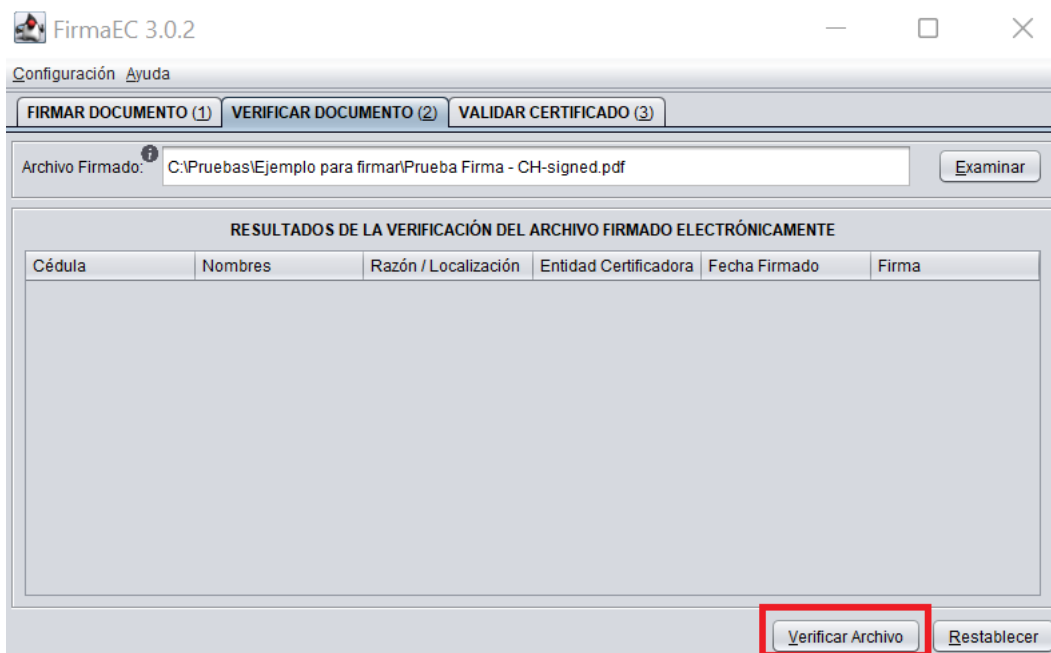 FirmaEC 3.0.2
Configuración Ayuda
FIRMAR DOCUMENTO (1) VERIFICAR DOCUMENTO (2) VALIDAR CERTIFICADO (3)
Archivo Firmado: C:\Pruebas\Ejemplo para firmar\Prueba Firma - CH-signed.pdf Examinar
RESULTADOS DE LA VERIFICACIÓN DEL ARCHIVO FIRMADO ELECTRÓNICAMENTE
Cédula Nombres Razón / Localización Entidad Certificadora Fecha Firmado Firma
Verificar Archivo Restablecer